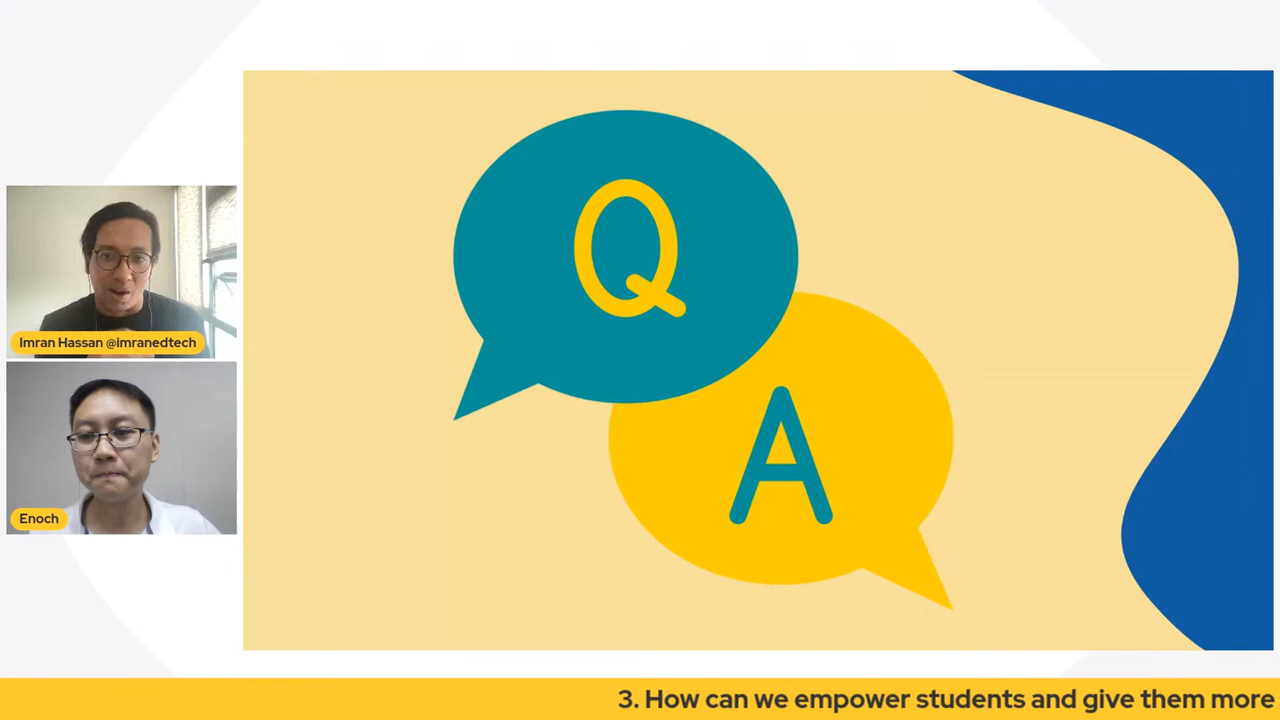 Q
A
Imran Hassan @imranedtech
Enoch
3. How can we empower students and give them more